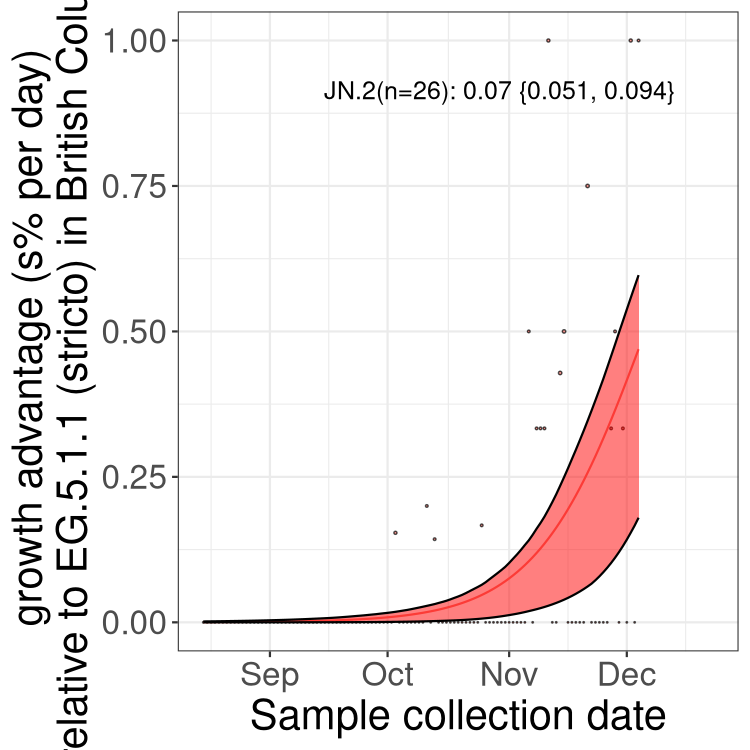 growth advantage (s% per day)
relative to EG.5.1.1 (stricto) in British Colu
1.00
0.75
0.50
0.25
0.00
JN.2(n=26): 0.07 {0.051, 0.094}
Sep Oct Nov Dec
Sample collection date